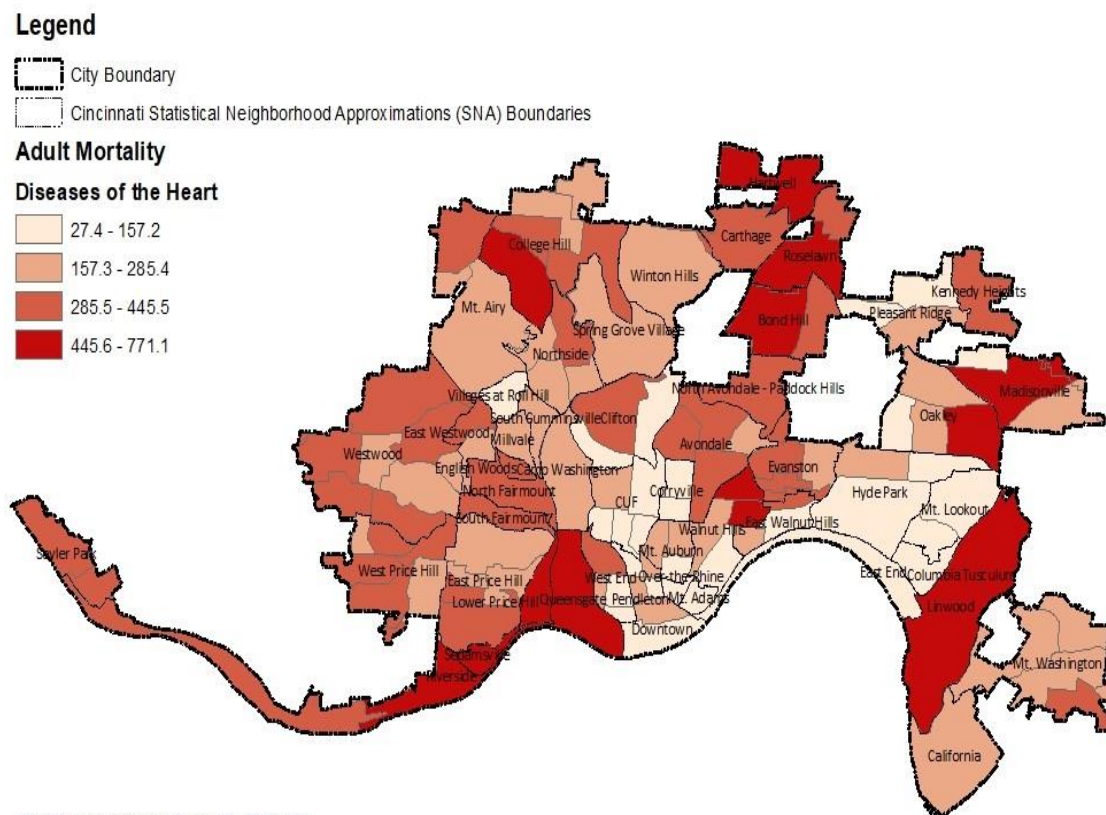 Legend
City Boundary
Cincinnati Statistical Neighborhood Approximations (SNA) Boundaries
Adult Mortality
Diseases of the Heart
27.4 - 157.2
157.3 - 285.4
285.5 - 445.5
445.6 - 771.1
Hartwell
College Hill
Carthage
Roselawn
Winton Hills
Kennedy Heights
Mt. Airy
Pleasant Ridge
Bond Hill
Spring Grove Village
Northside
North Avondale - Paddock Hills
Madisonville
Villages at Roll Hill
Oakley
South Cumminsville
Clifton
East Westwood
Millvale
Avondale
Westwood
English Woods
Camp Washington
Evanston
North Fairmount
Corryville
Hyde Park
CUF
Mt. Lookout
South Fairmount
Walnut Hills
East Walnut Hills
Mt. Auburn
Sayler Park
West Price Hill
East Price Hill
West End
Over-the-Rhine
East End
Columbia Tusculum
Lower Price Hill
Queensgate
Pendleton
Mt. Adams
Linwood
Downtown
Sedamsville
Riverside
Mt. Washington
California